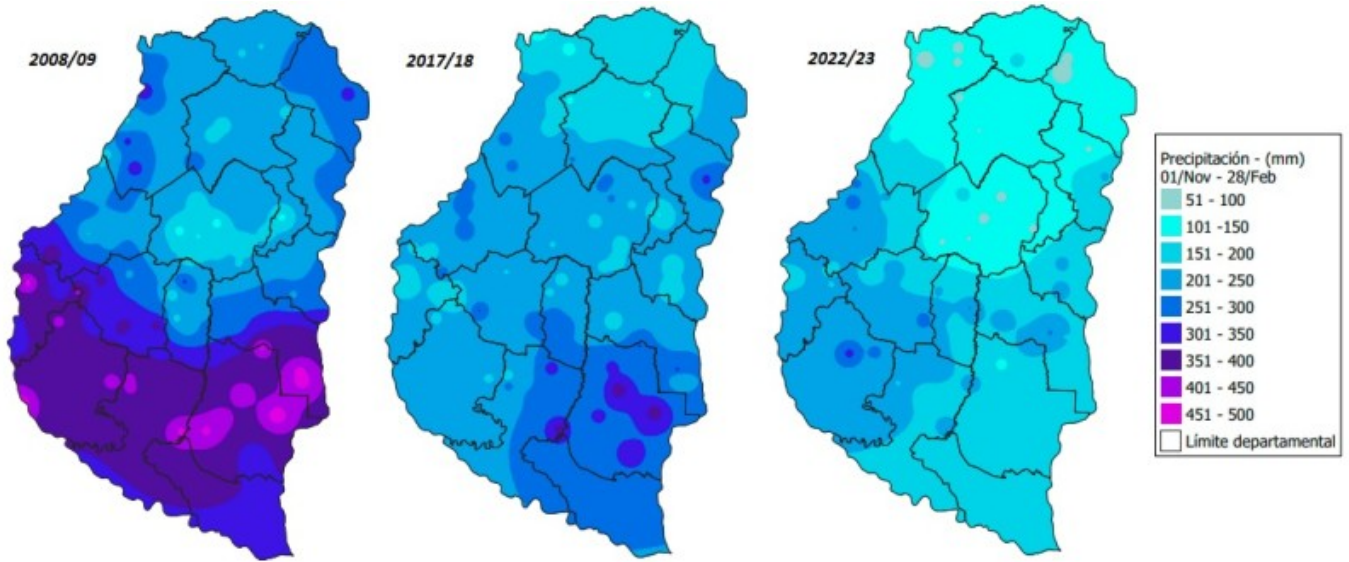 2008/09
2017/18
2022/23
Precipitación - (mm)
01/Nov - 28/Feb
51 - 100
101 -150
151 - 200
201 - 250
251 - 300
301 - 350
351 - 400
401 - 450
451 - 500
Límite departamental